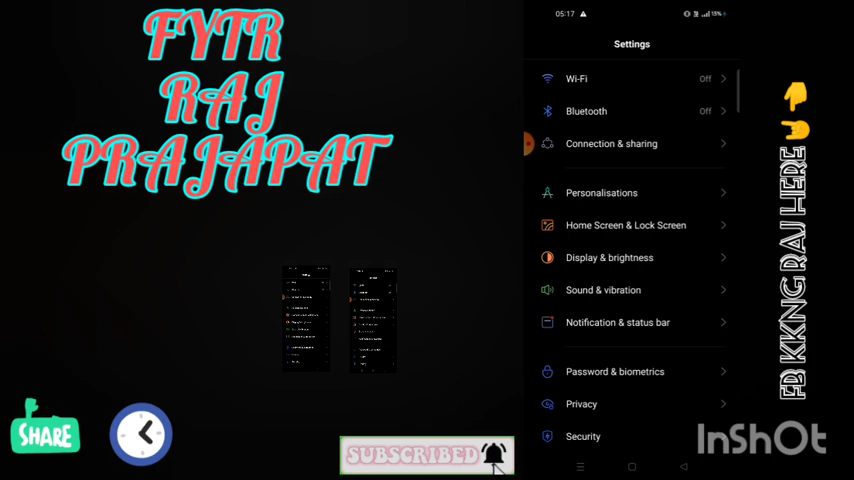 FYTR
RAJ
PRAJAPAT
05:17
13%
Settings
Wi-Fi Off
Bluetooth Off
Connection & sharing
Personalisations
Home Screen & Lock Screen
Display & brightness
Sound & vibration
Notification & status bar
Password & biometrics
Privacy
Security
FB KKNG RAJ HERE
SHARE
SUBSCRIBED
InShOt